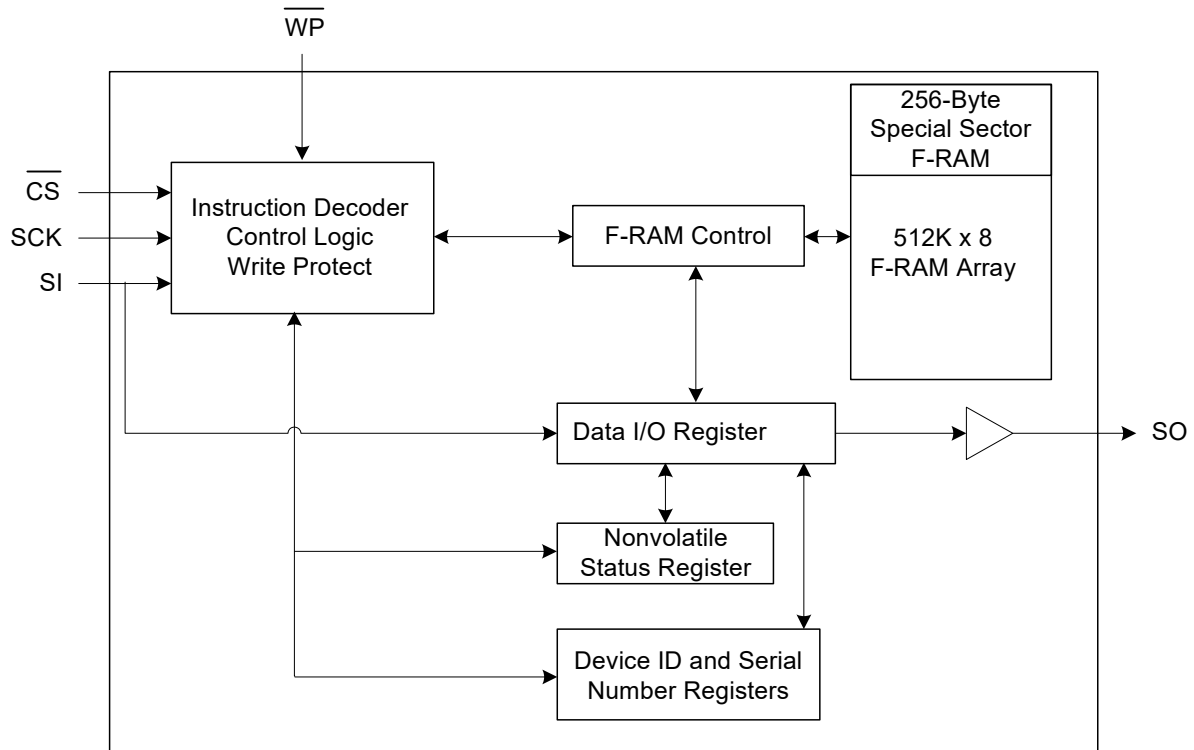 WP
256-Byte
Special Sector
F-RAM
CS
SCK
SI
Instruction Decoder
Control Logic
Write Protect
F-RAM Control
512K x 8
F-RAM Array
Data I/O Register
SO
Nonvolatile
Status Register
Device ID and Serial
Number Registers